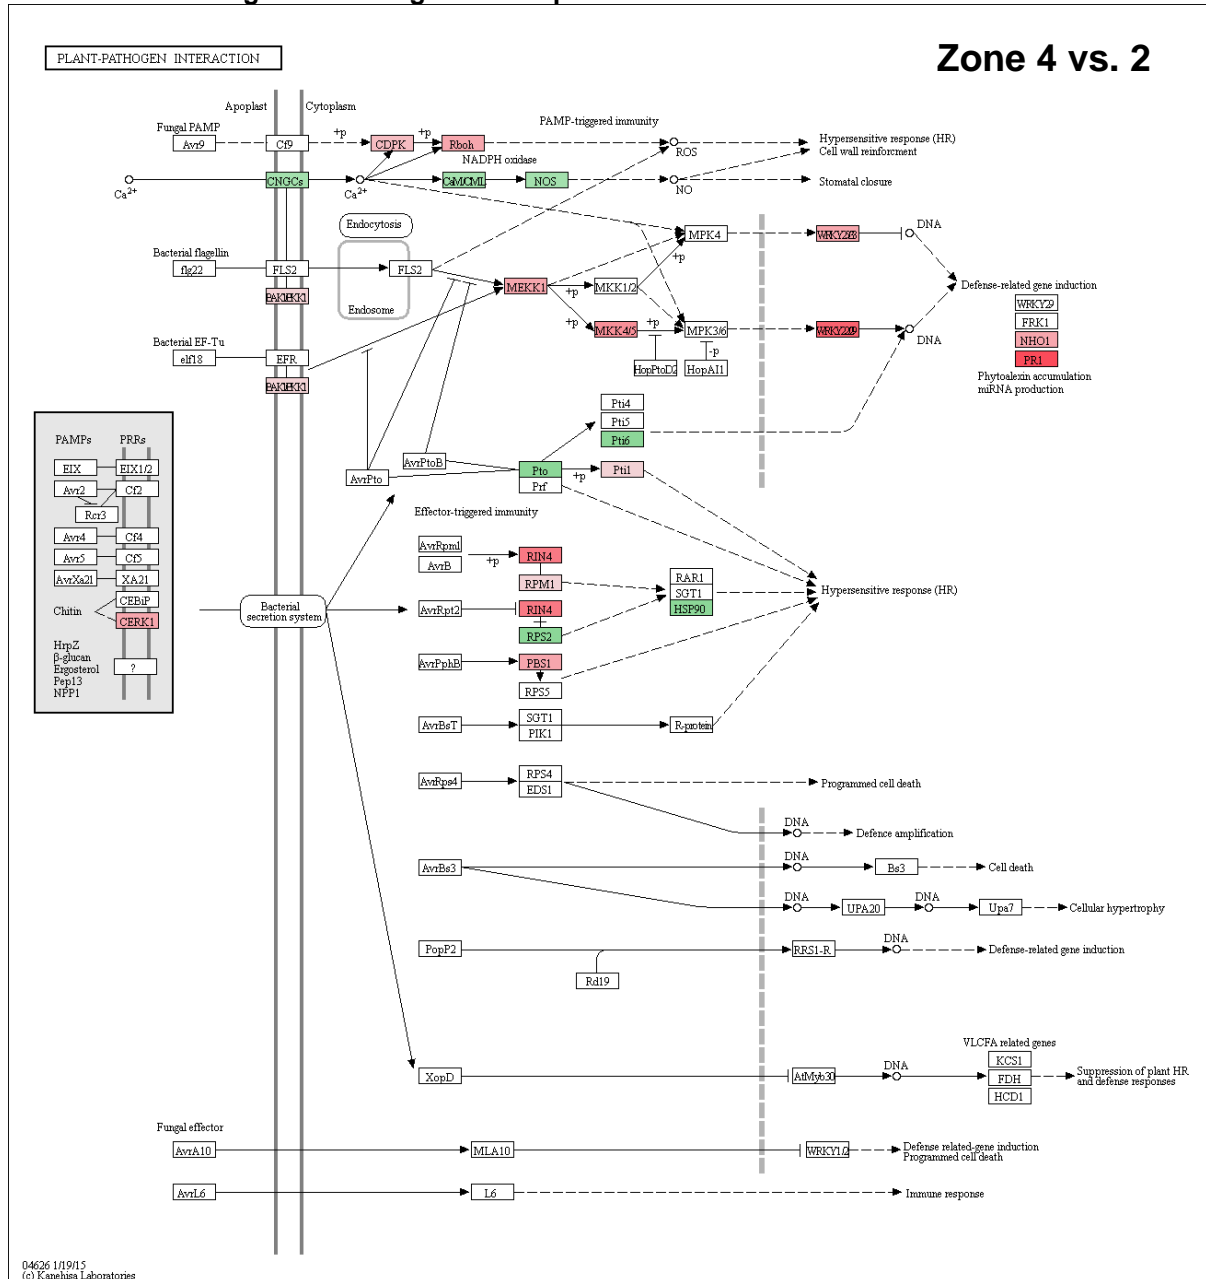 PLANT-PATHOGEN INTERACTION
Zone 4 vs. 2
Apoplast
Cytoplasm
Fungal PAMP
Avr9
Cf9
+p
CDPK
+p
Rboh
NADPH oxidase
PAMP-triggered immunity
ROS
Hypersensitive response (HR)
Cell wall reinforcment
Ca2+
CNGCs
Ca2+
CaM/CML
NOS
NO
Stomatal closure
Endocytosis
MPK4
DNA
Bacterial flagellin
flg22
FLS2
FLS2
Endosome
MEKK1
+p
MKK1/2
+p
+p
Defense-related gene induction
WRKY29
FRK1
NHO1
PR1
Phytoalexin accumulation
miRNA production
+p
MKK4/5
+p
MPK3/6
DNA
HopPtoD2
-p
HopAI1
Bacterial EF-Tu
elf18
EFR
PAMPs
PRRs
EIX
EIX1/2
Avr2
Cf2
Rcr3
Avr4
Cf4
Avr5
Cf5
AvrXa21
XA21
Chitin
CEBiP
CERK1
HrpZ
β-glucan
Ergosterol
Pep13
NPP1
?
AvrPto
AvrPtoB
Pto
Prf
+p
Pti4
Pti5
Pti6
Pti1
Effector-triggered immunity
Bacterial
secretion system
AvrRpm1
AvrB
+p
RIN4
RPM1
RAR1
SGT1
HSP90
Hypersensitive response (HR)
AvrRpt2
RIN4
RPS2
AvrPphB
PBS1
RPS5
AvrBsT
SGT1
PIK1
R-protein
AvrRps4
RPS4
EDS1
Programmed cell death
DNA
Defence amplification
AvrBs3
DNA
Bs3
Cell death
DNA
UPA20
DNA
Upa7
Cellular hypertrophy
PopP2
Rd19
RRS1-R
DNA
Defense-related gene induction
XopD
AtMyb30
DNA
VLCFA related genes
KCS1
FDH
HCD1
Suppression of plant HR
and defense responses
Fungal effector
AvrA10
MLA10
WRKY1/2
Defense related-gene induction
Programmed cell death
AvrL6
L6
Immune response
04626 1/19/15
(c) Kanehisa Laboratories